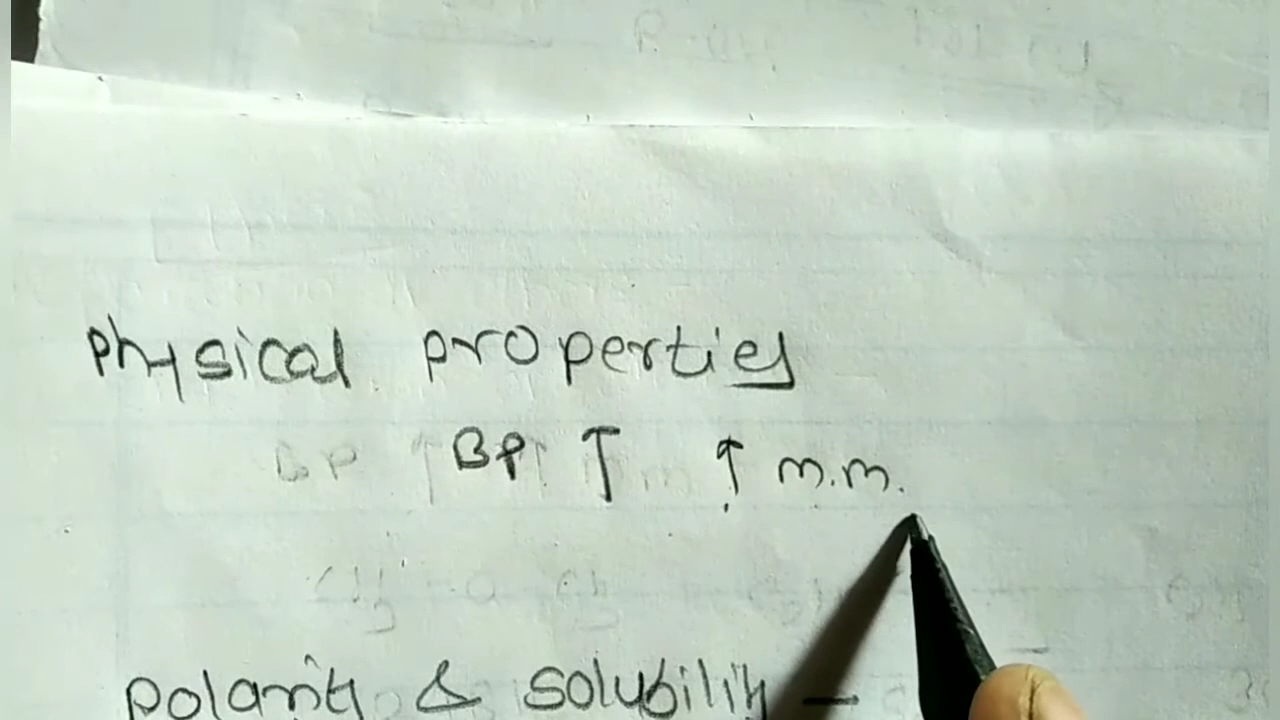 Physical properties
BP ↑ ↑ m.m.
polarity & solubility –